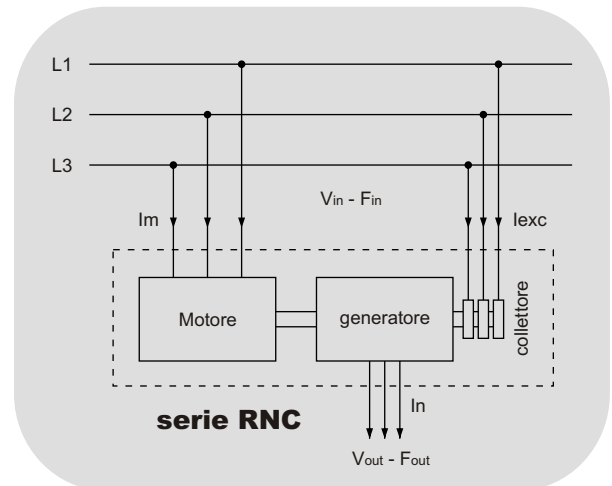 L1
L2
L3
Vin - Fin
Im
Iexc
Motore
generatore
collettore
In
serie RNC
Vout - Fout